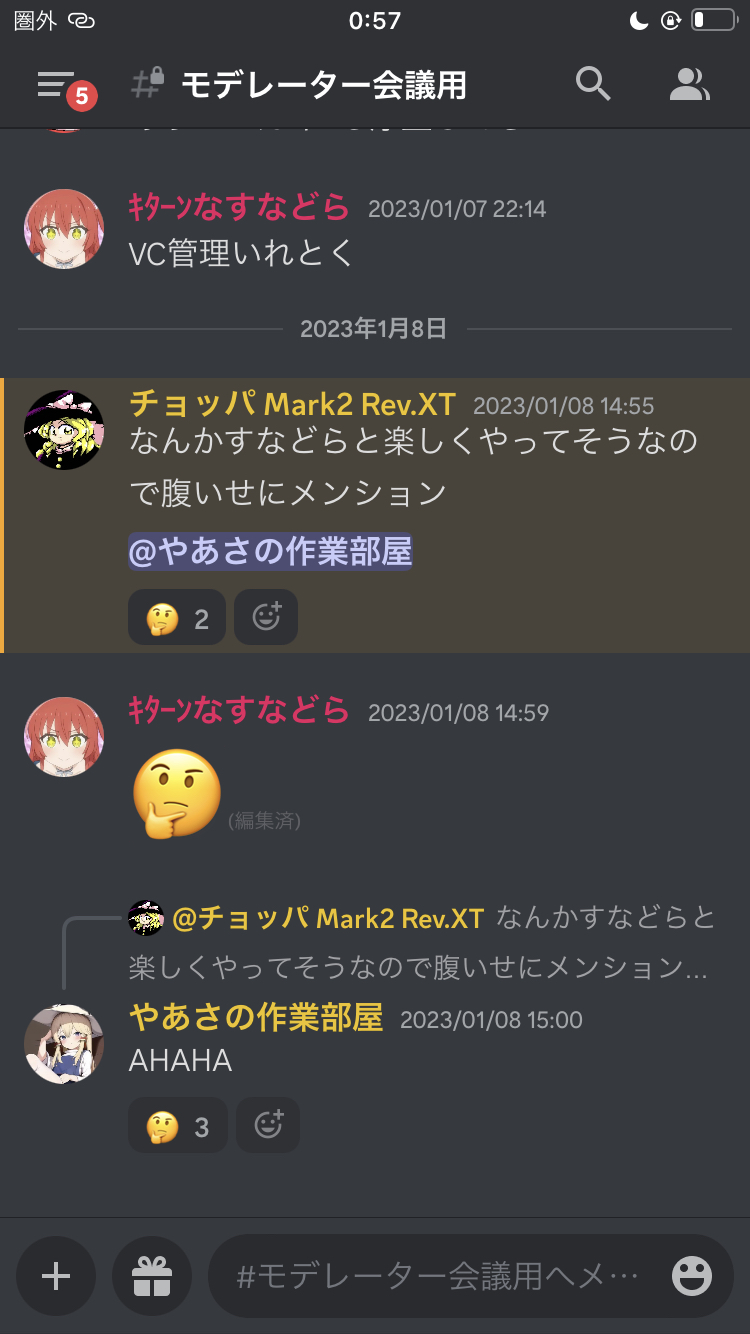 圏外 0:57
5 モデレーター会議用
ｷﾀｰﾝなすなどら 2023/01/07 22:14
VC管理いれとく
2023年1月8日
チョッパ Mark2 Rev.XT 2023/01/08 14:55
なんかすなどらと楽しくやってそうなの
で腹いせにメンション
@やあさの作業部屋
2
ｷﾀｰﾝなすなどら 2023/01/08 14:59
(編集済)
@チョッパ Mark2 Rev.XT なんかすなどらと
楽しくやってそうなので腹いせにメンション...
やあさの作業部屋 2023/01/08 15:00
AHAHA
3
#モデレーター会議用へメ…